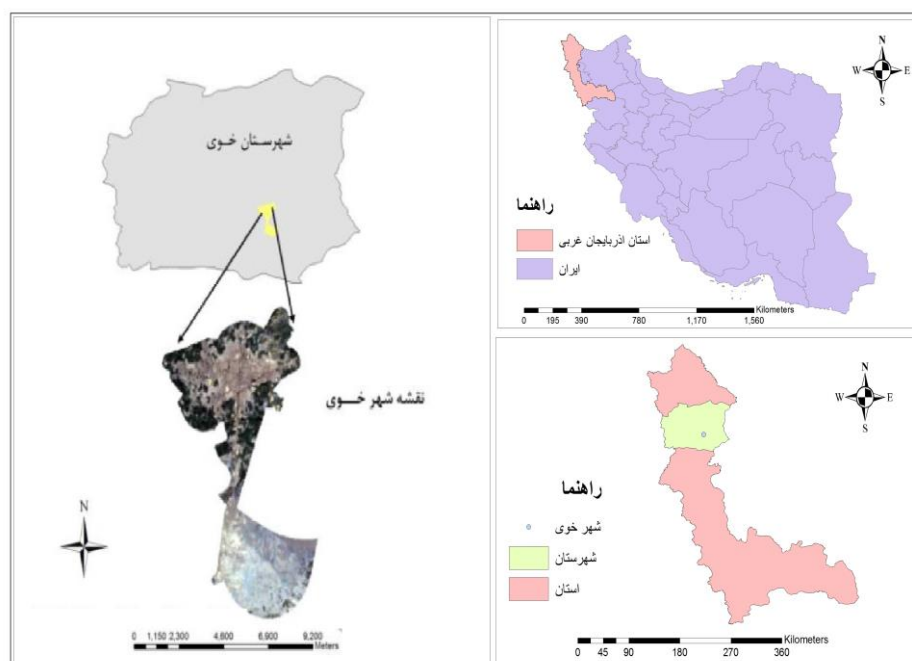 شهرستان خوی
نقشه شهر خــوی
N
0 1,150 2,300 4,600 6,900 9,200
Meters
N
W E
S
راهنما
استان اذربایجان غربی
ایران
Kilometers
0 195 390 780 1,170 1,560
N
W E
S
راهنما
شهر خوی
شهرستان
استان
Kilometers
0 45 90 180 270 360